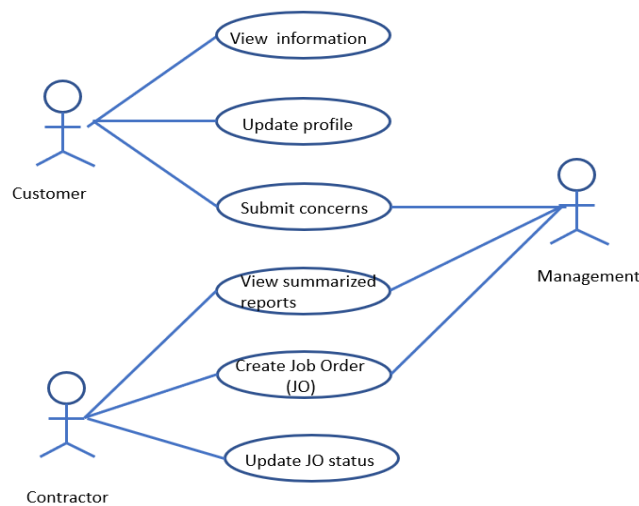 View information
Update profile
Customer
Submit concerns
Management
View summarized
reports
Create Job Order
(JO)
Update JO status
Contractor